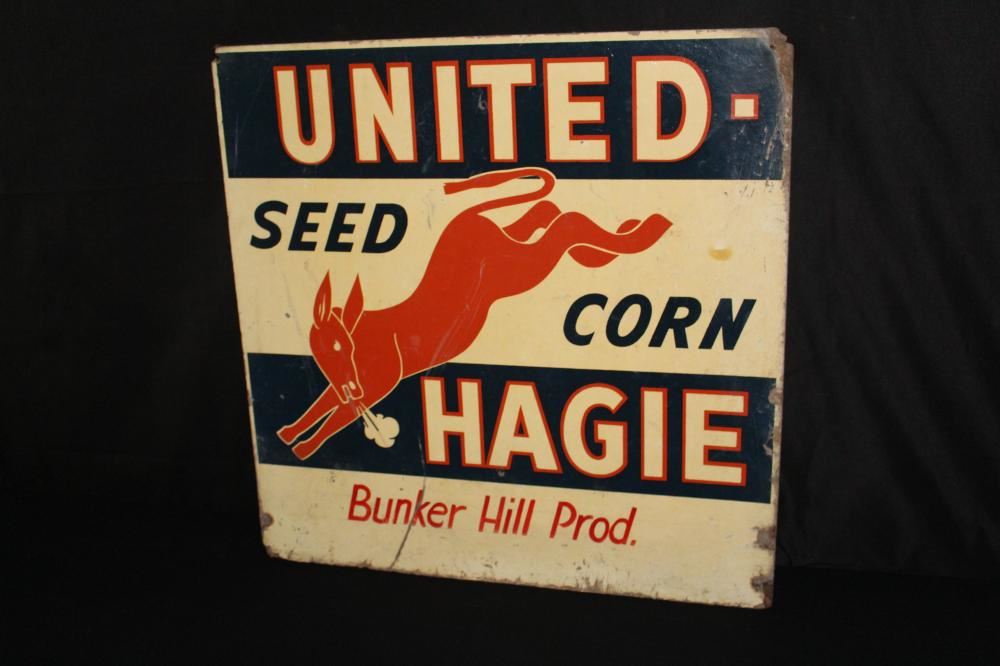 UNITED-
SEED
CORN
HAGIE
Bunker Hill Prod.